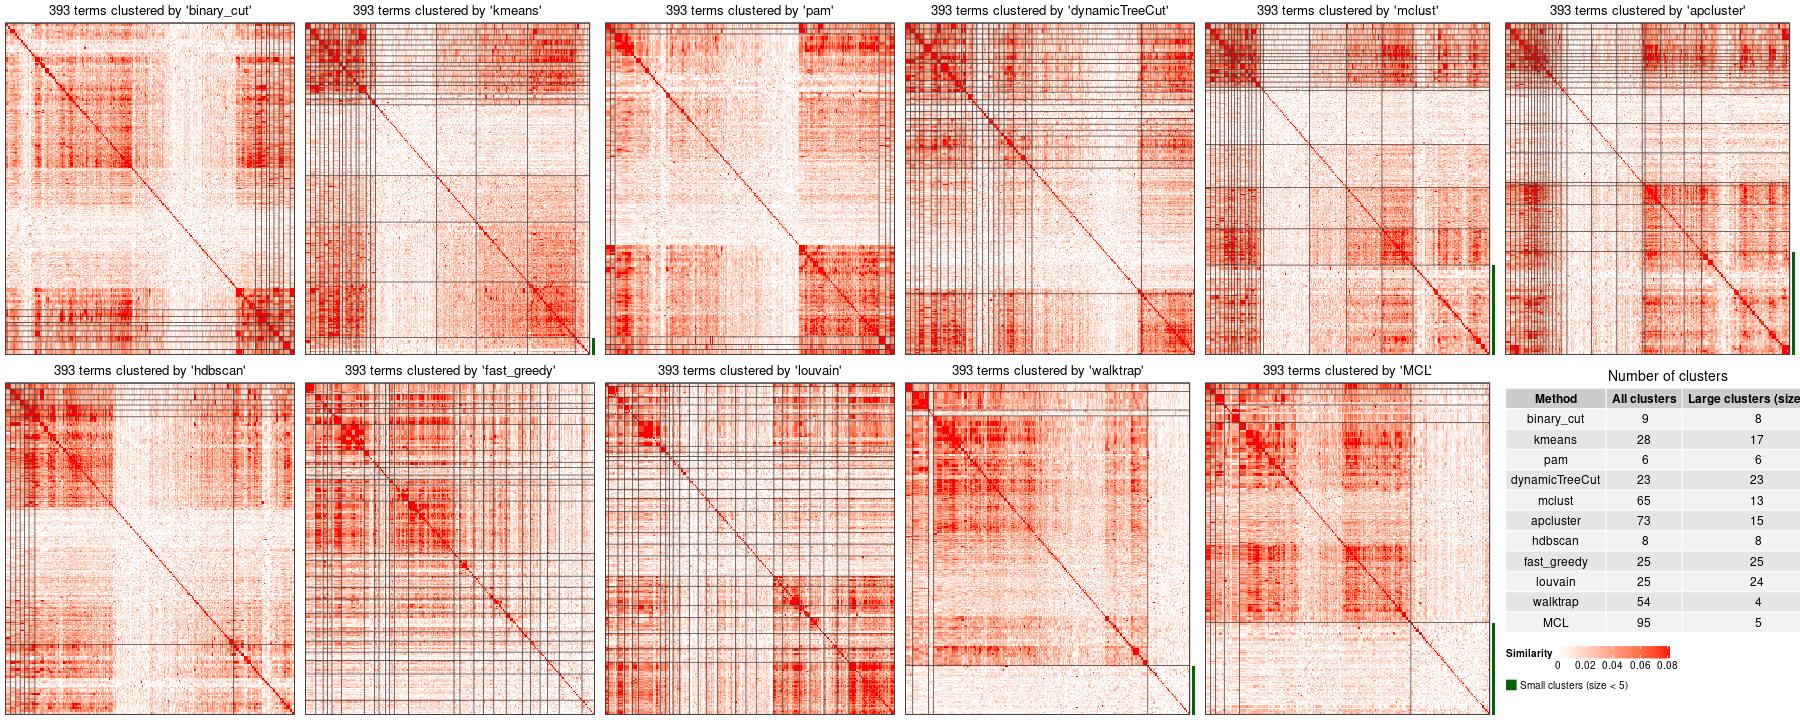 393 terms clustered by 'binary_cut'
393 terms clustered by 'kmeans'
393 terms clustered by 'pam'
393 terms clustered by 'dynamicTreeCut'
393 terms clustered by 'mclust'
393 terms clustered by 'apcluster'
393 terms clustered by 'hdbscan'
393 terms clustered by 'fast_greedy'
393 terms clustered by 'louvain'
393 terms clustered by 'walktrap'
393 terms clustered by 'MCL'
Number of clusters
Method All clusters Large clusters (size
binary_cut 9 8
kmeans 28 17
pam 6 6
dynamicTreeCut 23 23
mclust 65 13
apcluster 73 15
hdbscan 8 8
fast_greedy 25 25
louvain 25 24
walktrap 54 4
MCL 95 5
Similarity
0 0.02 0.04 0.06 0.08
Small clusters (size < 5)